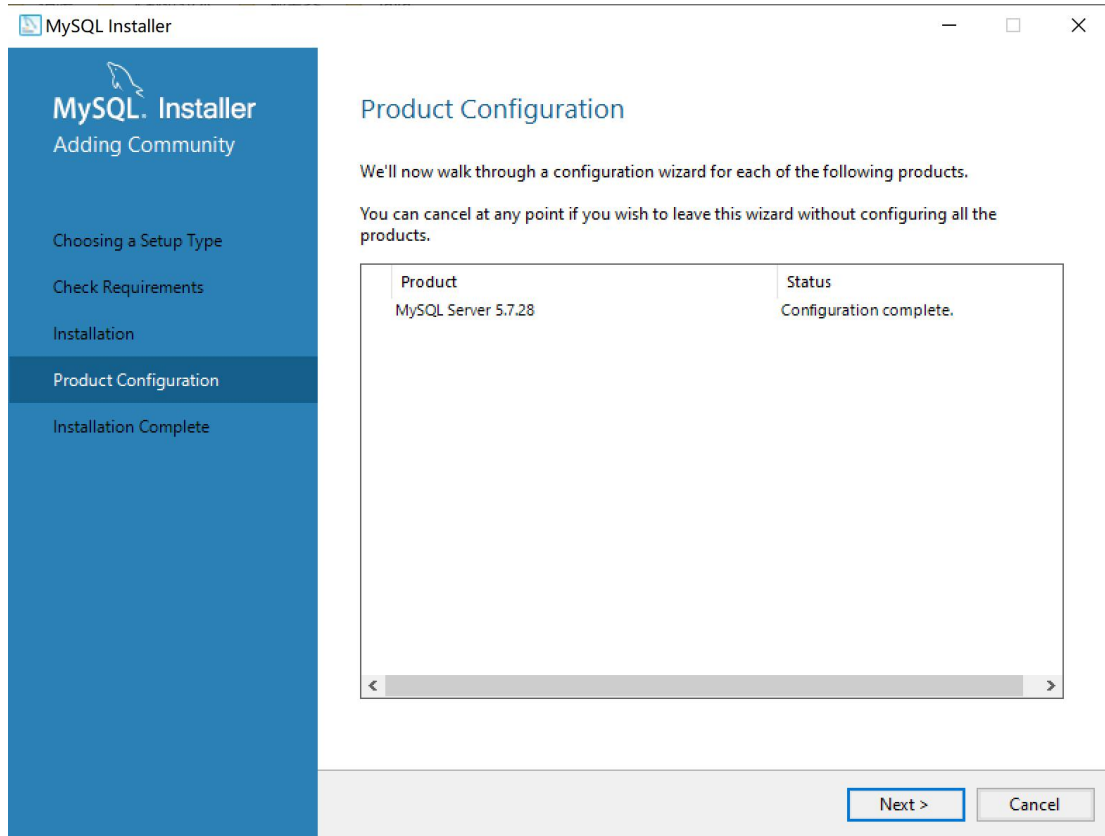 MySQL Installer
MySQL. Installer
Adding Community
Choosing a Setup Type
Check Requirements
Installation
Product Configuration
Installation Complete
Product Configuration
We'll now walk through a configuration wizard for each of the following products.
You can cancel at any point if you wish to leave this wizard without configuring all the
products.
Product Status
MySQL Server 5.7.28 Configuration complete.
Next > Cancel